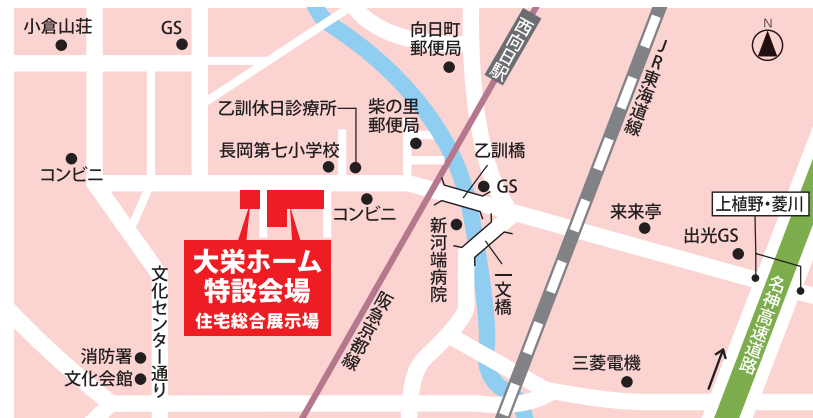 小倉山荘
GS
向日町
郵便局
西向日駅
JR東海道線
N
乙訓休日診療所
柴の里
郵便局
長岡第七小学校
乙訓橋
コンビニ
GS
コンビニ
来来亭
上植野・菱川
新河端病院
出光GS
大栄ホーム
特設会場
住宅総合展示場
文化センター通り
一文橋
阪急京都線
名神高速道路
消防署
文化会館
三菱電機